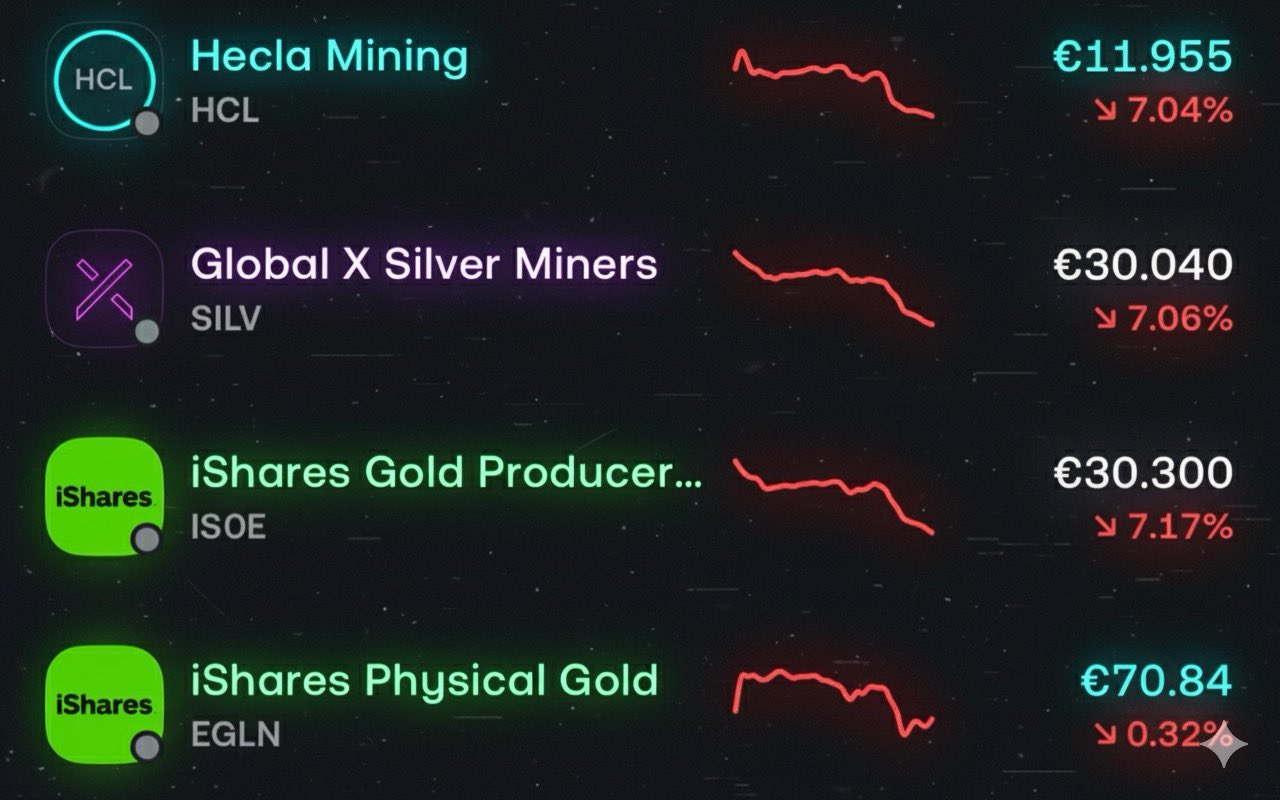 HCL
Hecla Mining
€11.955
HCL
↘ 7.04%
Global X Silver Miners
€30.040
SILV
↘ 7.06%
iShares
iShares Gold Producer...
€30.300
ISOE
↘ 7.17%
iShares
iShares Physical Gold
€70.84
EGLN
↘ 0.32%